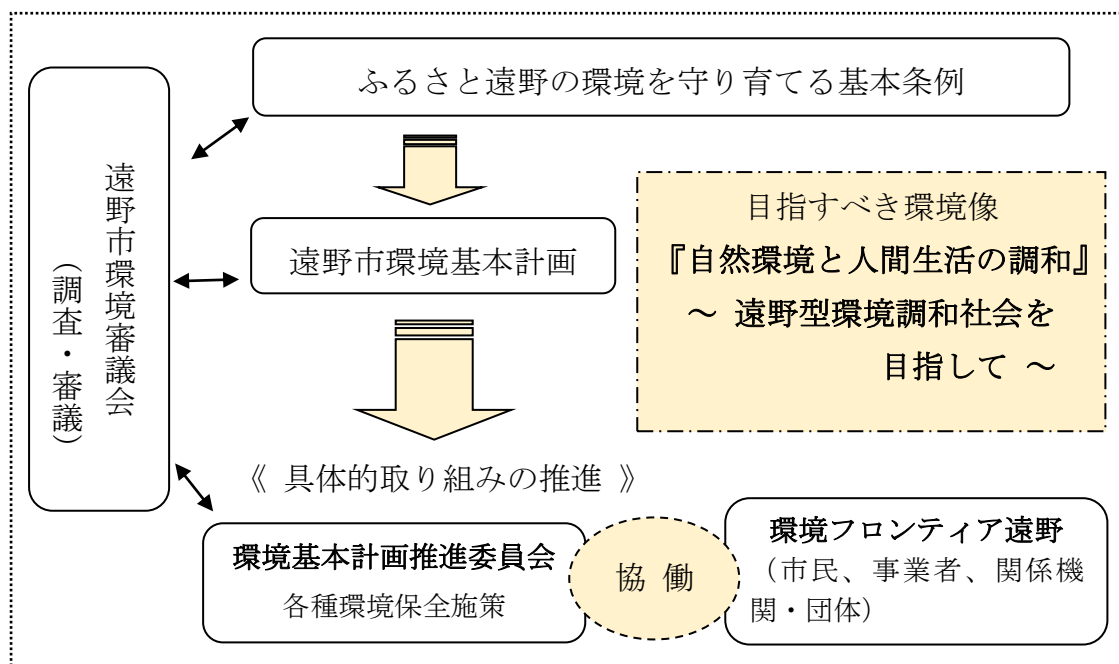 ふるさと遠野の環境を守り育てる基本条例
遠野市環境審議会
（調査・審議）
遠野市環境基本計画
目指すべき環境像
『自然環境と人間生活の調和』
～ 遠野型環境調和社会を
目指して ～
《 具体的取り組みの推進 》
環境基本計画推進委員会
各種環境保全施策
協 働
環境フロンティア遠野
（市民、事業者、関係機
関・団体）